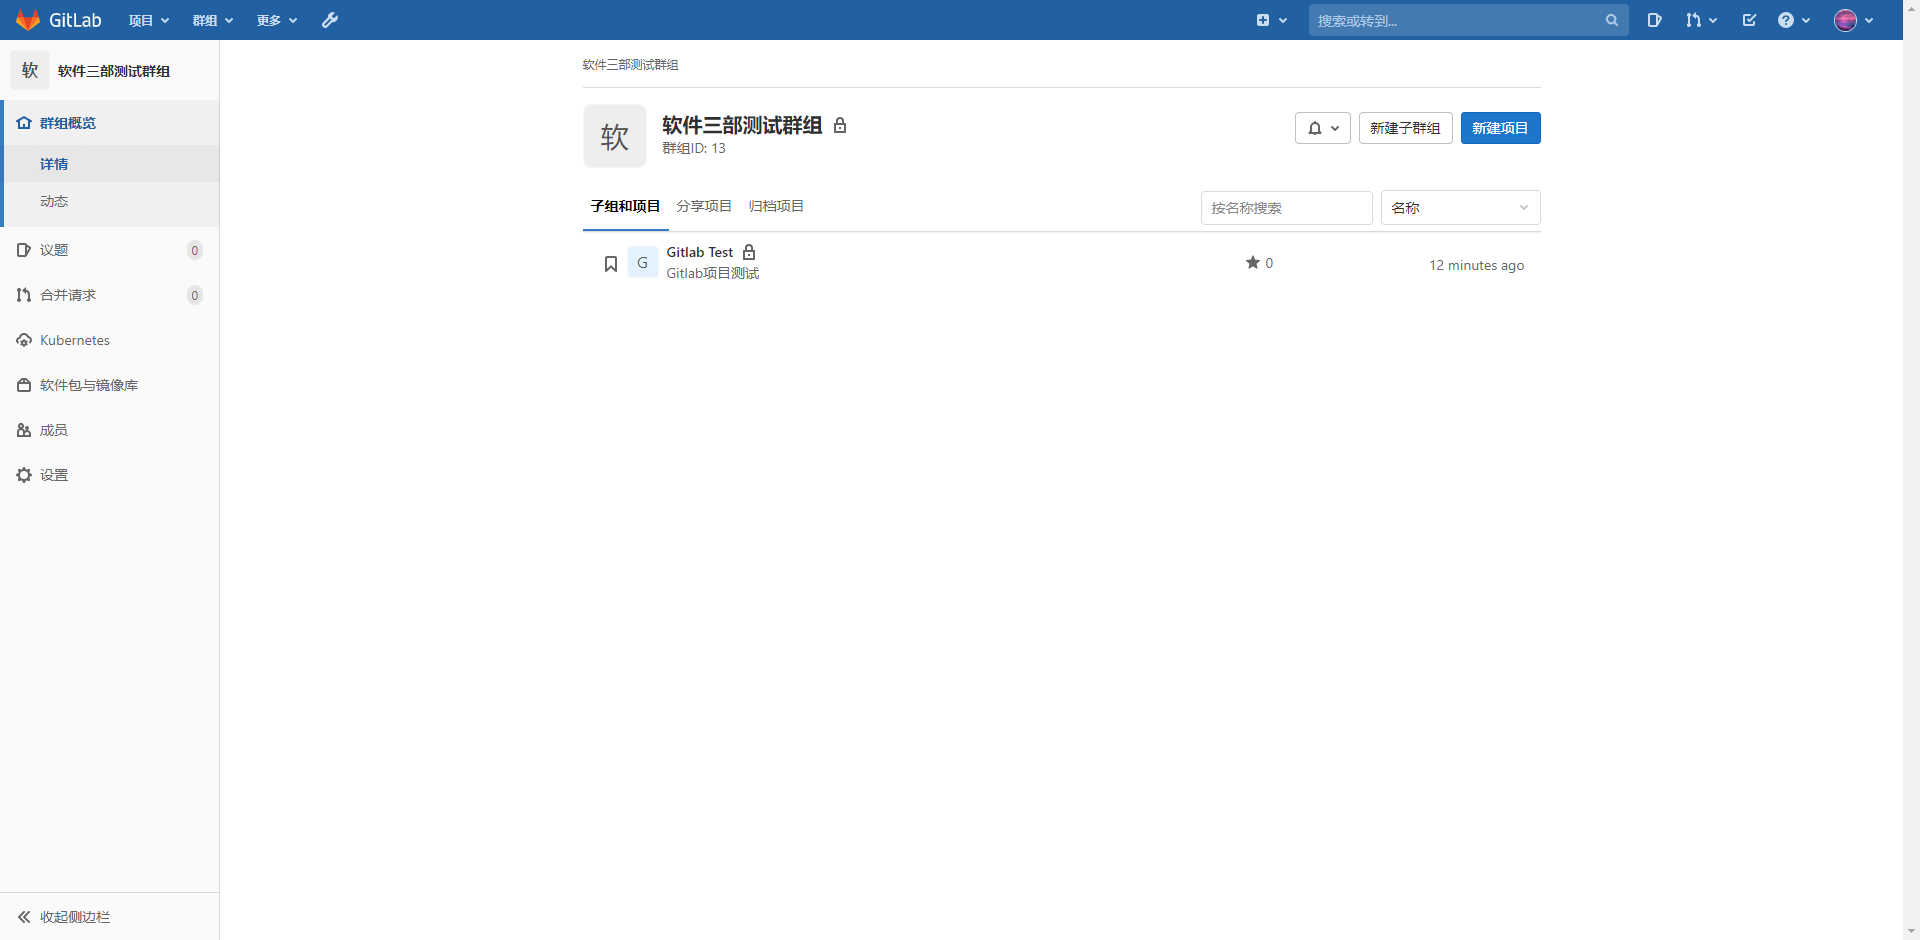 GitLab 项目 群组 更多 搜索或转到...
软 软件三部测试群组
群组概览
详情
动态
议题 0
合并请求 0
Kubernetes
软件包与镜像库
成员
设置
收起侧边栏
软件三部测试群组
软 软件三部测试群组
群组ID: 13
新建子群组 新建项目
子组和项目 分享项目 归档项目 按名称搜索 名称
G Gitlab Test
Gitlab项目测试
0 12 minutes ago